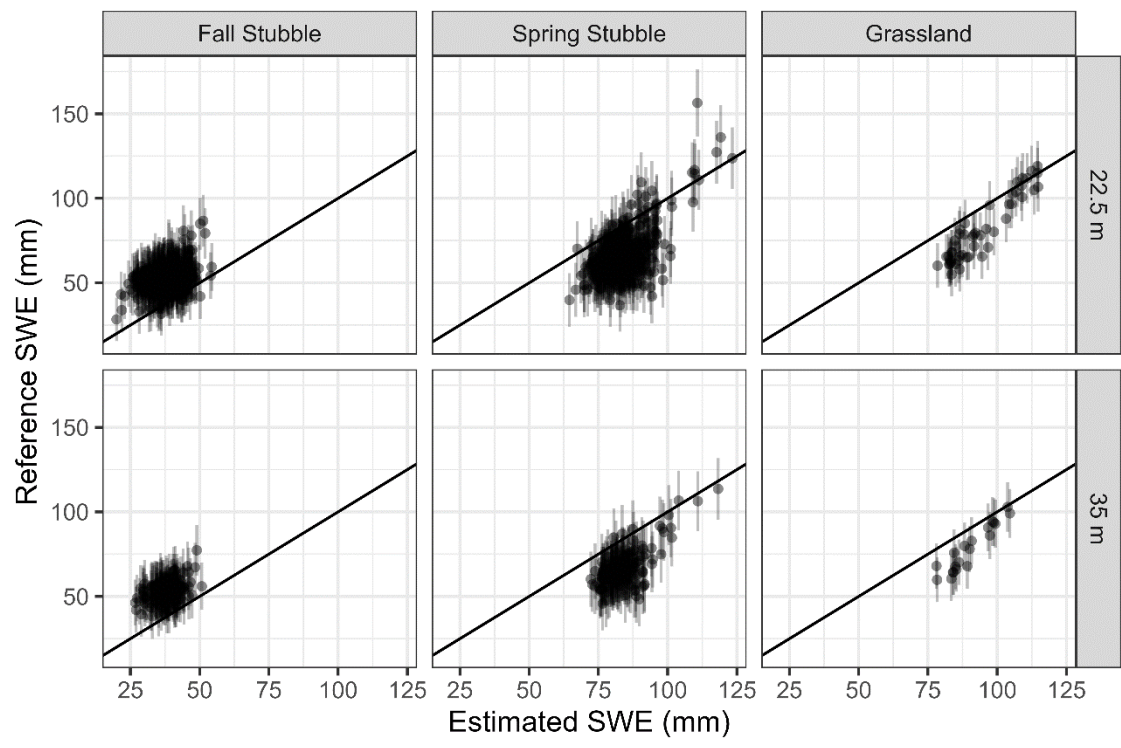 Fall Stubble
Spring Stubble
Grassland
150
100
50
22.5 m
150
100
50
35 m
25 50 75 100 125
25 50 75 100 125
25 50 75 100 125
Reference SWE (mm)
Estimated SWE (mm)